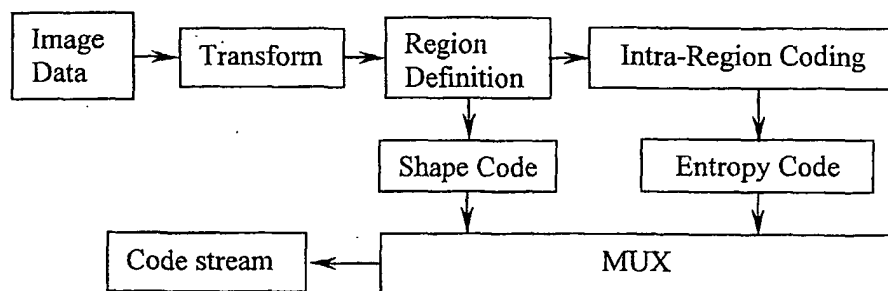 Image
Data
Transform
Region
Definition
Intra-Region Coding
Shape Code
Entropy Code
Code stream
MUX